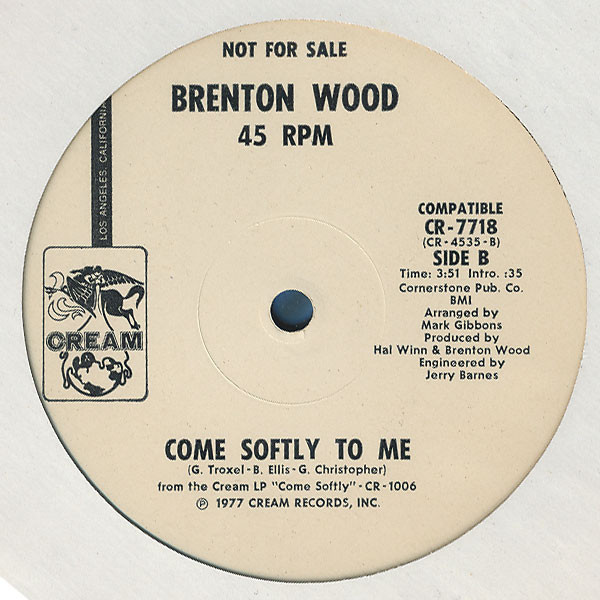 NOT FOR SALE
BRENTON WOOD
45 RPM
LOS ANGELES, CALIFORNIA
CREAM
COMPATIBLE
CR-7718
(CR-4535-B)
SIDE B
Time: 3:51 Intro. :35
Cornerstone Pub. Co.
BMI
Arranged by
Mark Gibbons
Produced by
Hal Winn & Brenton Wood
Engineered by
Jerry Barnes
COME SOFTLY TO ME
(G. Troxel-B. Ellis-G. Christopher)
from the Cream LP "Come Softly"-CR-1006
℗ 1977 CREAM RECORDS, INC.